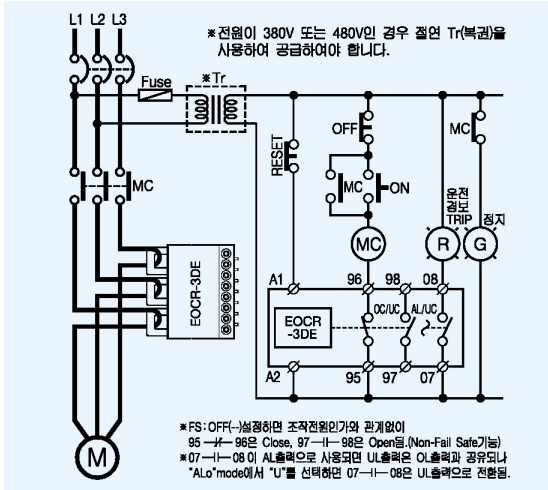 L1 L2 L3
※전원이 380V 또는 480V인 경우 절연 Tr(복권)을
사용하여 공급하여야 합니다.
Fuse
※Tr
RESET
OFF
MC
MC
MC
ON
운전
경보
TRIP
정지
MC
R
G
EOCR-3DE
A1
96
98
08
EOCR
-3DE
OC/UC
AL/UC
A2
95
97
07
M
※FS:OFF(--)설정하면 조작전원인가와 관계없이
95 96은 Close, 97 98은 Open됨.(Non-Fail Safe기능)
※07 08이 AL출력으로 사용되면 UL출력은 OL출력과 공유되나
"ALo"mode에서 "U"를 선택하면 07 08은 UL출력으로 전환됨.